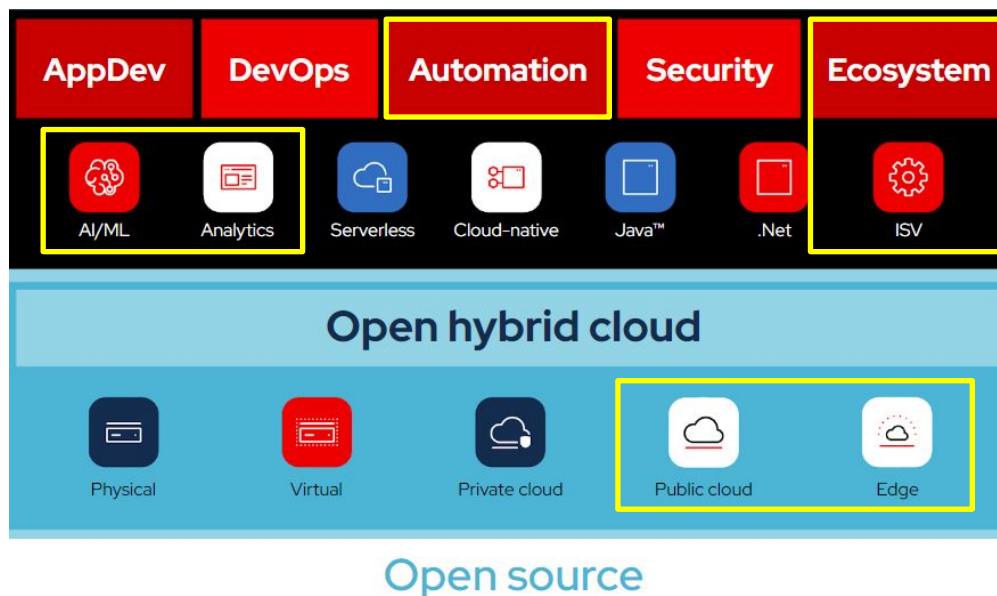 AppDev DevOps Automation Security Ecosystem
AI/ML Analytics Serverless Cloud-native Java™ .Net ISV
Open hybrid cloud
Physical Virtual Private cloud Public cloud Edge
Open source